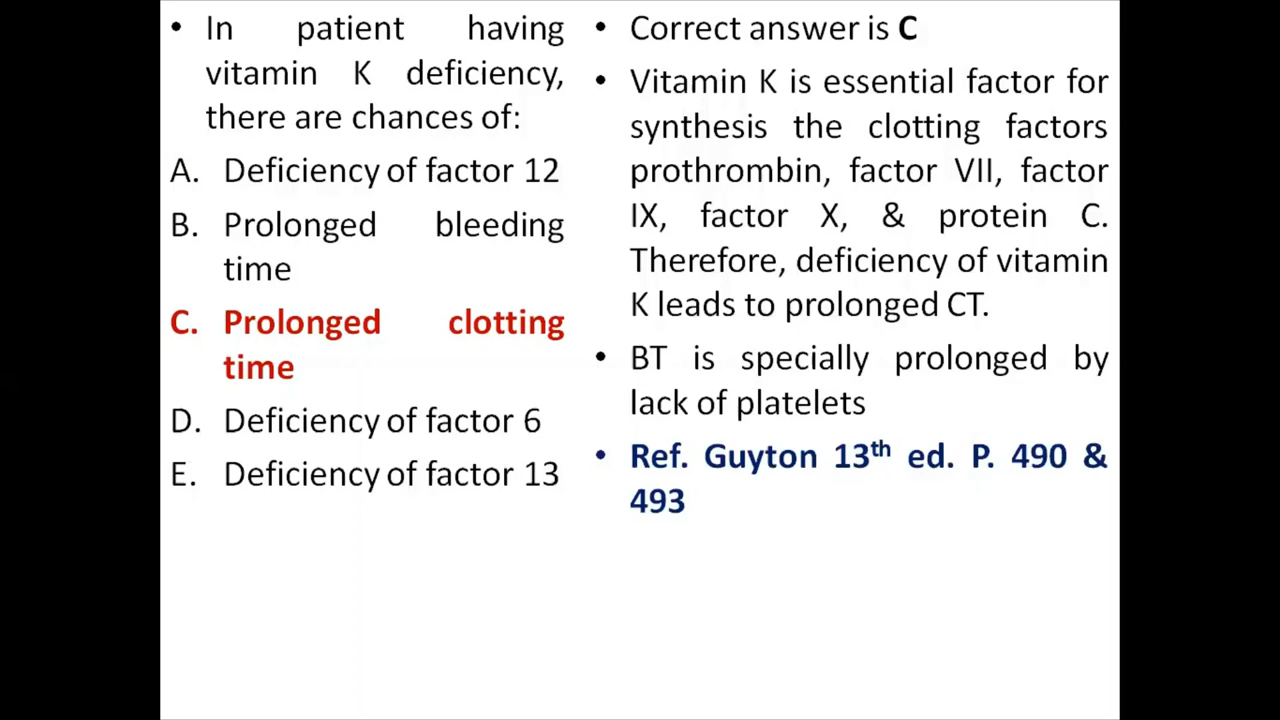 • In patient having
vitamin K deficiency,
there are chances of:
A. Deficiency of factor 12
B. Prolonged bleeding
time
C. Prolonged clotting
time
D. Deficiency of factor 6
E. Deficiency of factor 13
• Correct answer is C
• Vitamin K is essential factor for
synthesis the clotting factors
prothrombin, factor VII, factor
IX, factor X, & protein C.
Therefore, deficiency of vitamin
K leads to prolonged CT.
• BT is specially prolonged by
lack of platelets
• Ref. Guyton 13th ed. P. 490 &
493